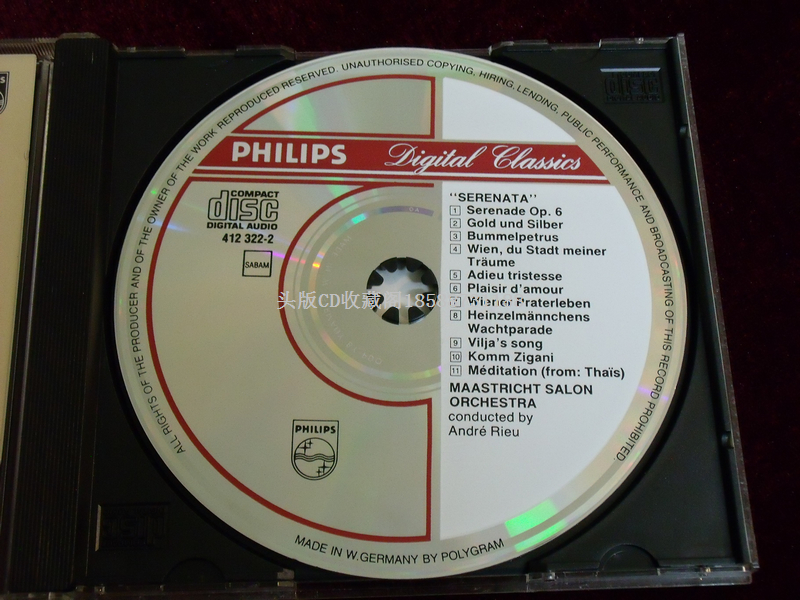 ALL RIGHTS OF THE PRODUCER AND OF THE OWNER OF THE WORK REPRODUCED RESERVED. UNAUTHORISED COPYING, HIRING, LENDING, PUBLIC PERFORMANCE AND BROADCASTING OF THIS RECORD PROHIBITED.
PHILIPS Digital Classics
COMPACT
disc
DIGITAL AUDIO
412 322-2
SABAM
"SERENATA"
1 Serenade Op. 6
2 Gold und Silber
3 Bummelpetrus
4 Wien, du Stadt meiner
Träume
5 Adieu tristesse
6 Plaisir d'amour
7 Wiener Praterleben
8 Heinzelmännchens
Wachtparade
9 Vilja's song
10 Komm Zigani
11 Méditation (from: Thaïs)
MAASTRICHT SALON
ORCHESTRA
conducted by
André Rieu
头版CD收藏网
PHILIPS
MADE IN W. GERMANY BY POLYGRAM